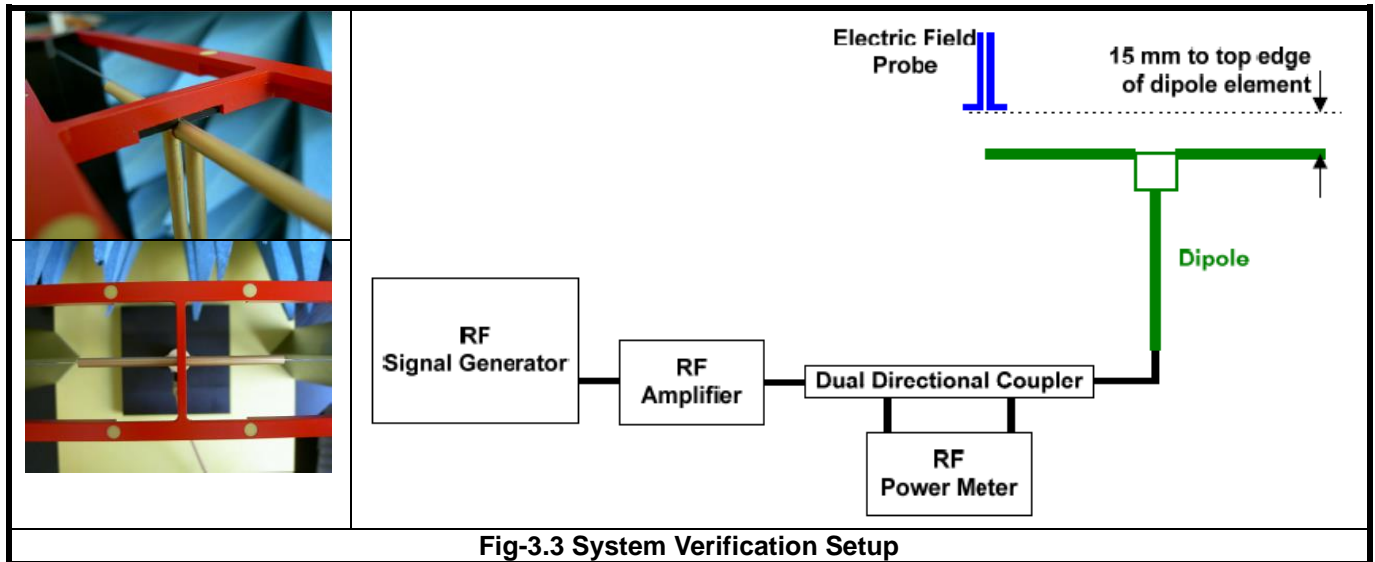 Electric Field
Probe
15 mm to top edge
of dipole element
Dipole
RF
Signal Generator
RF
Amplifier
Dual Directional Coupler
RF
Power Meter
Fig-3.3 System Verification Setup